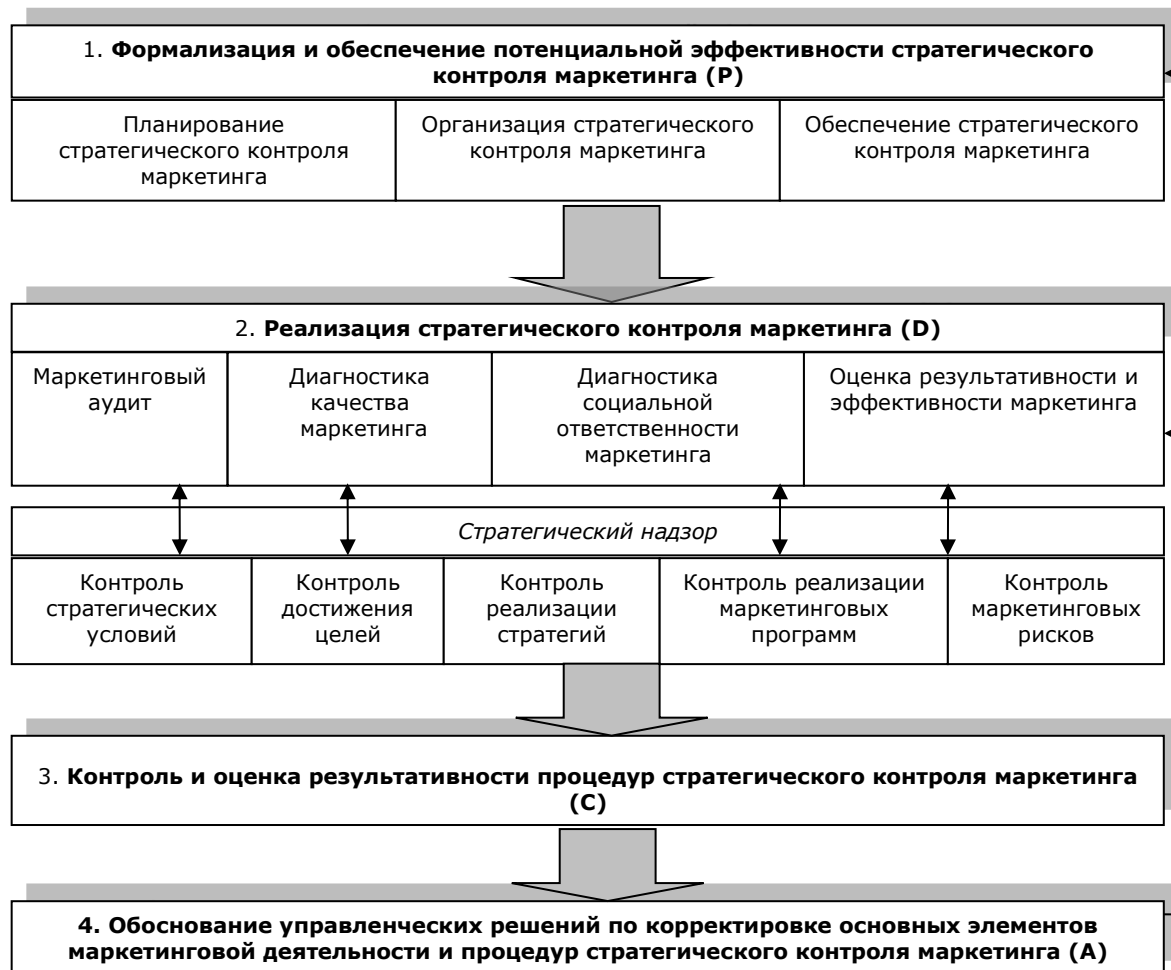 1. Формализация и обеспечение потенциальной эффективности стратегического
контроля маркетинга (P)
Планирование
стратегического контроля
маркетинга
Организация стратегического
контроля маркетинга
Обеспечение стратегического
контроля маркетинга
2. Реализация стратегического контроля маркетинга (D)
Маркетинговый
аудит
Диагностика
качества
маркетинга
Диагностика
социальной
ответственности
маркетинга
Оценка результативности и
эффективности маркетинга
Стратегический надзор
Контроль
стратегических
условий
Контроль
достижения
целей
Контроль
реализации
стратегий
Контроль реализации
маркетинговых
программ
Контроль
маркетинговых
рисков
3. Контроль и оценка результативности процедур стратегического контроля маркетинга
(C)
4. Обоснование управленческих решений по корректировке основных элементов
маркетинговой деятельности и процедур стратегического контроля маркетинга (A)